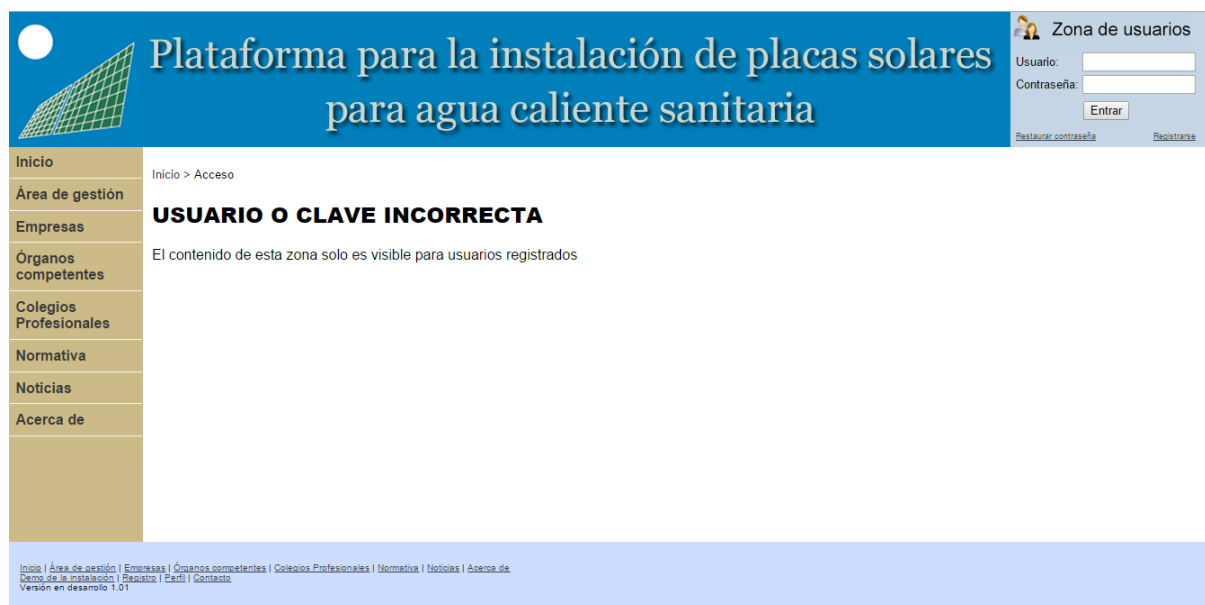 Plataforma para la instalación de placas solares
para agua caliente sanitaria
Zona de usuarios
Usuario:
Contraseña:
Entrar
Restaurar contraseña
Registrarse
Inicio
Área de gestión
Empresas
Órganos
competentes
Colegios
Profesionales
Normativa
Noticias
Acerca de
Inicio > Acceso
USUARIO O CLAVE INCORRECTA
El contenido de esta zona solo es visible para usuarios registrados
Inicio | Área de gestión | Empresas | Órganos competentes | Colegios Profesionales | Normativa | Noticias | Acerca de
Demo de la instalación | Registro | Perfil | Contacto
Versión en desarrollo 1.01